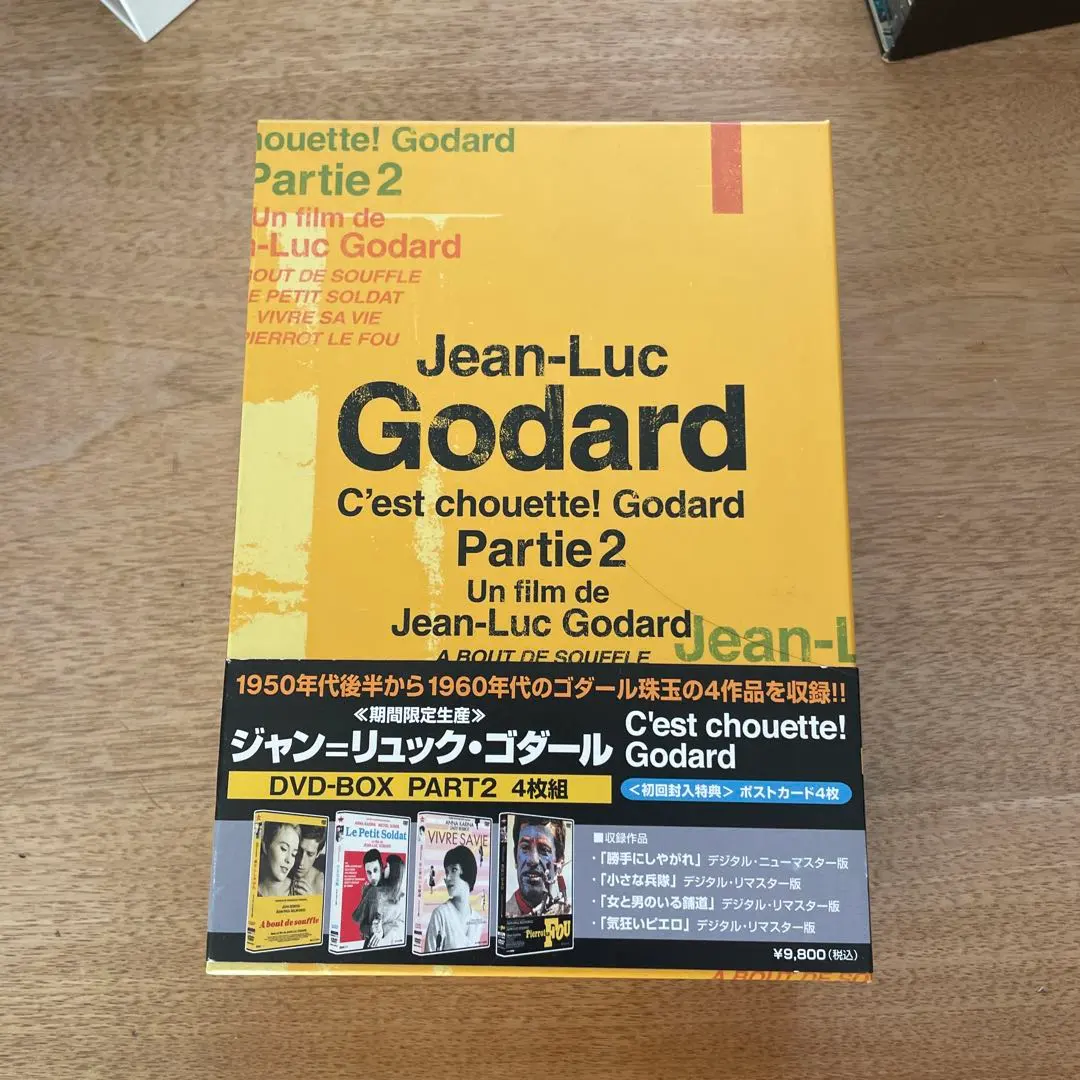 houette! Godard
Partie 2
Un film de
n-Luc Godard
BOUT DE SOUFFLE
E PETIT SOLDAT
VIVRE SA VIE
PIERROT LE FOU
Jean-Luc
Godard
C'est chouette! Godard
Partie 2
Un film de
Jean-Luc Godard
Jean-L
A BOUT DE SOUFFLE
1950年代後半から1960年代のゴダール珠玉の4作品を収録!!
≪期間限定生産≫
ジャン=リュック・ゴダール
C'est chouette!
Godard
DVD-BOX PART2 4枚組
<初回封入特典> ポストカード4枚
A bout de souffle
ANNA KARINA
Le Petit Soldat
ANNA KARINA
VIVRE SA VIE
Pierrot le FOU
■収録作品
・「勝手にしやがれ」デジタル・ニューマスター版
・「小さな兵隊」デジタル・リマスター版
・「女と男のいる舗道」デジタル・リマスター版
・「気狂いピエロ」デジタル・リマスター版
¥9,800(税込)
A BOUT DE SO